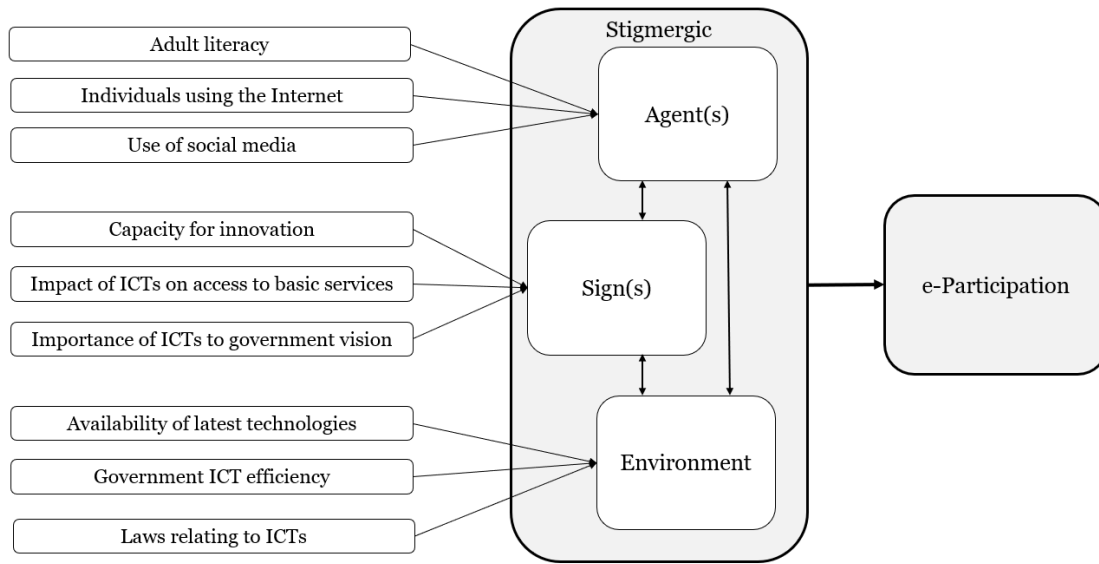 Adult literacy
Individuals using the Internet
Use of social media
Capacity for innovation
Impact of ICTs on access to basic services
Importance of ICTs to government vision
Availability of latest technologies
Government ICT efficiency
Laws relating to ICTs
Stigmergic
Agent(s)
Sign(s)
Environment
e-Participation